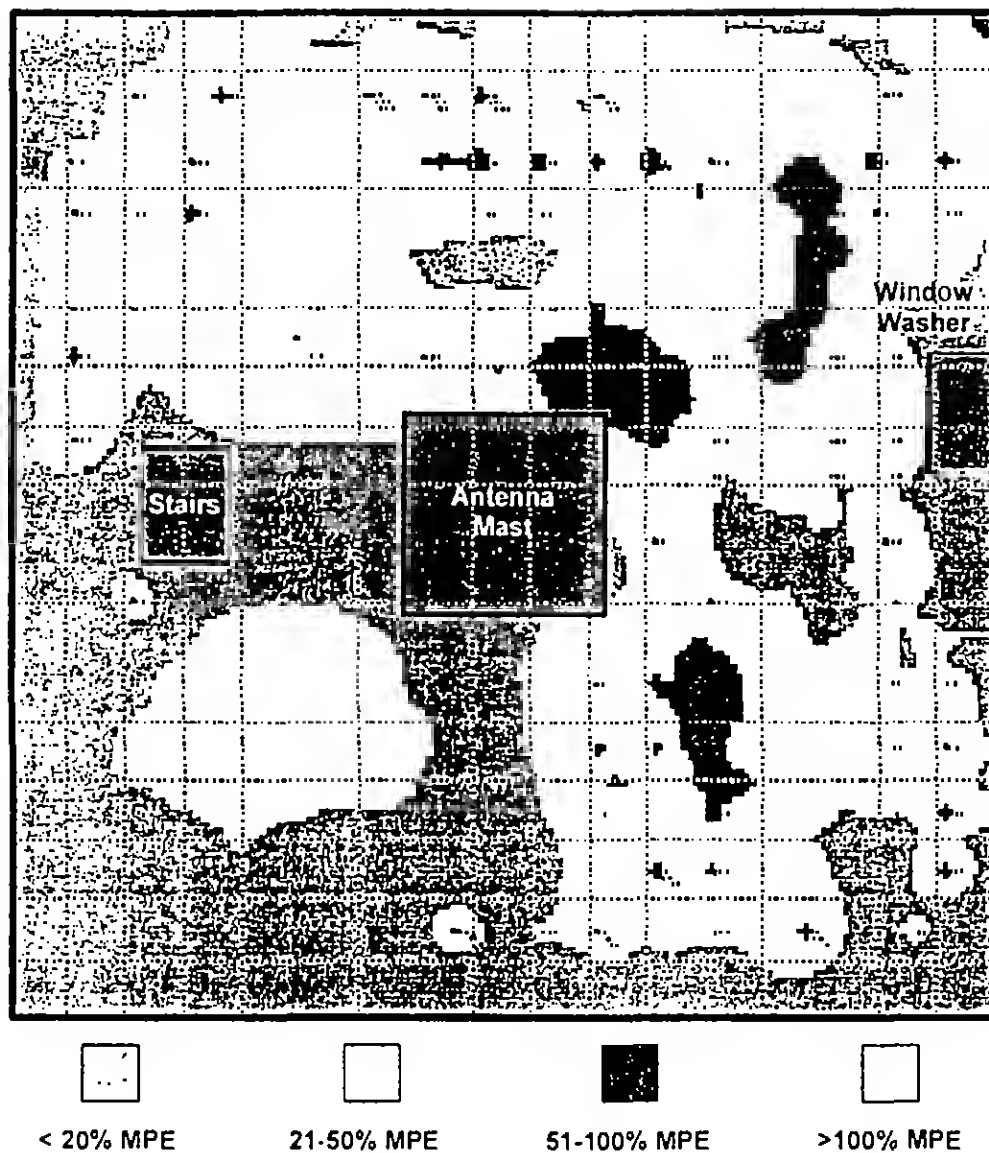 Window
Washer
Stairs
Antenna
Mast
< 20% MPE
21-50% MPE
51-100% MPE
>100% MPE